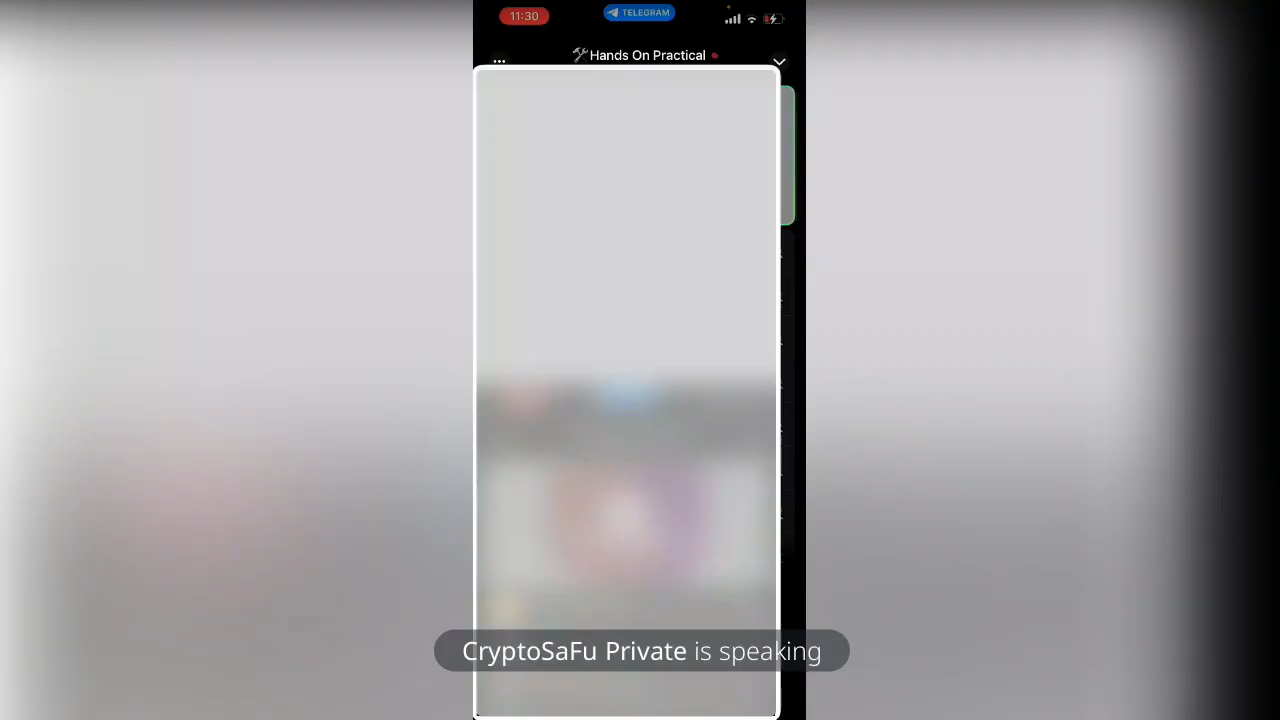 11:30
TELEGRAM
🛠Hands On Practical
CryptoSaFu Private is speaking